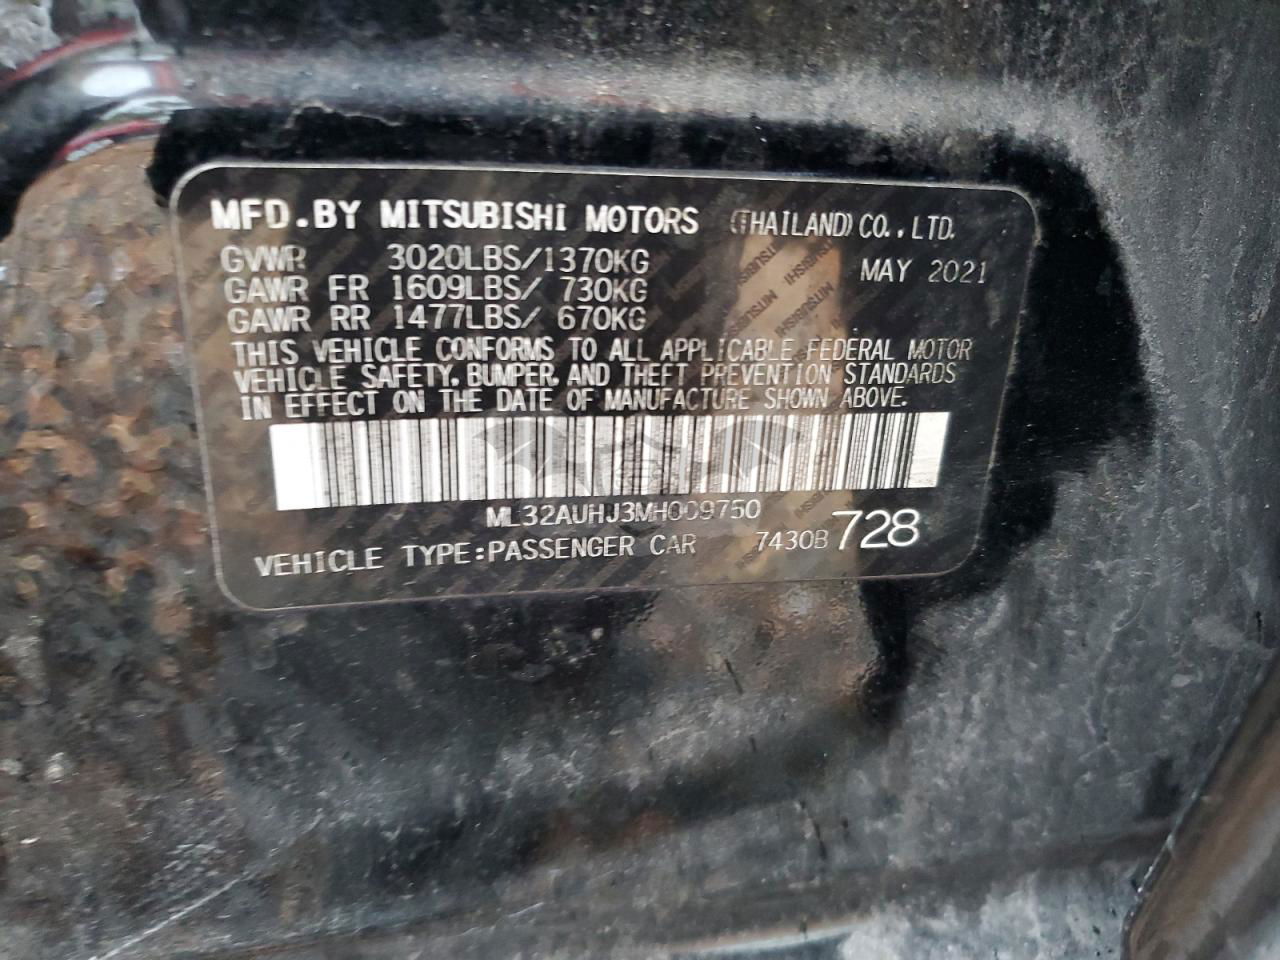 MFD.BY MITSUBISHI MOTORS (THAILAND) CO., LTD.
GVWR 3020LBS/1370KG MAY 2021
GAWR FR 1609LBS/ 730KG
GAWR RR 1477LBS/ 670KG
THIS VEHICLE CONFORMS TO ALL APPLICABLE FEDERAL MOTOR
VEHICLE SAFETY, BUMPER, AND THEFT PREVENTION STANDARDS
IN EFFECT ON THE DATE OF MANUFACTURE SHOWN ABOVE.
ML32AUHJ3MH009750
VEHICLE TYPE:PASSENGER CAR 7430B 728